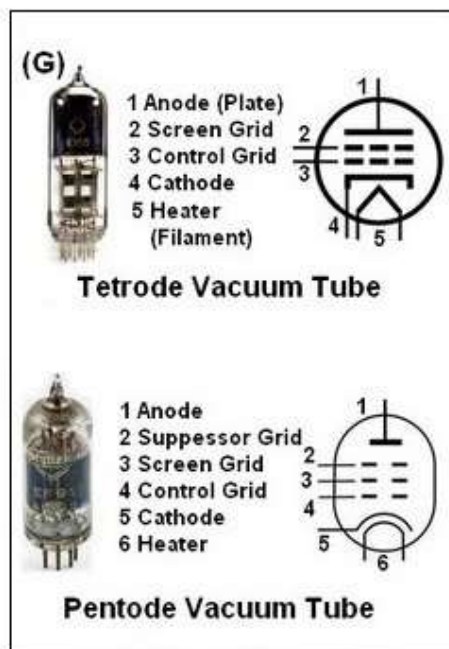 (G)
1 Anode (Plate)
2 Screen Grid
3 Control Grid
4 Cathode
5 Heater
(Filament)
1
2
3
4
5
Tetrode Vacuum Tube
1 Anode
2 Suppessor Grid
3 Screen Grid
4 Control Grid
5 Cathode
6 Heater
1
2
3
4
5
6
Pentode Vacuum Tube